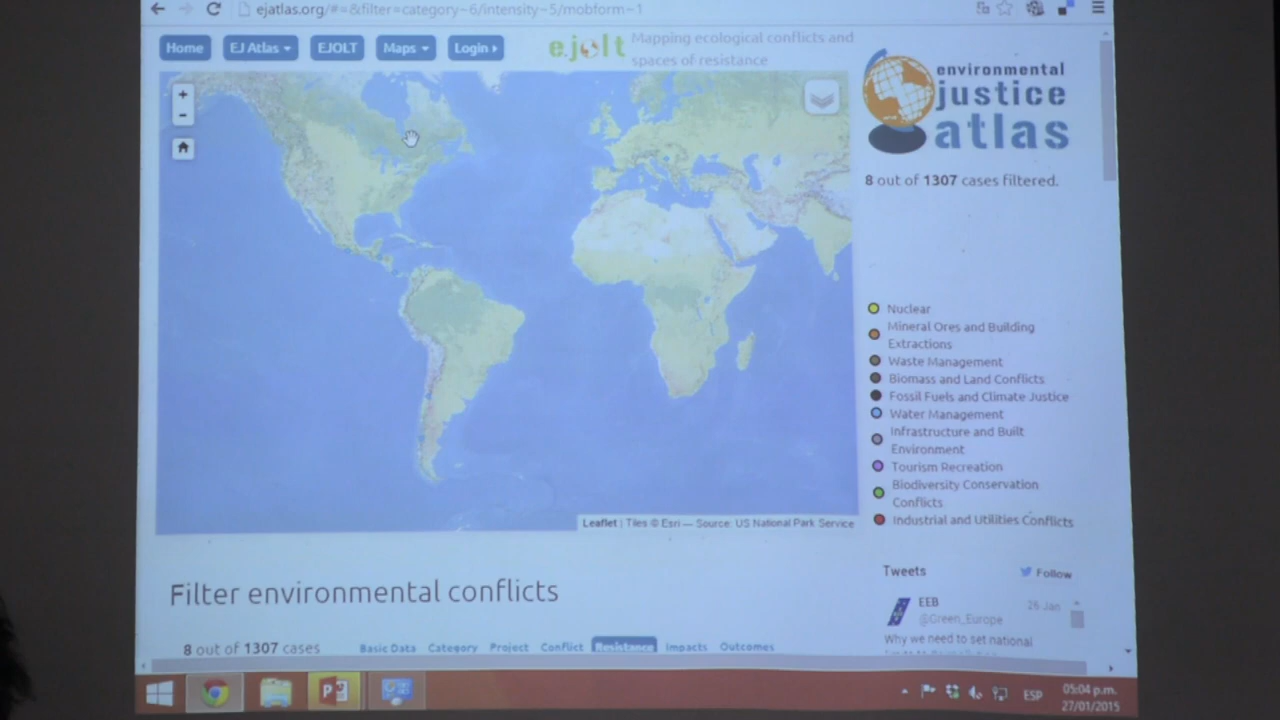 ejatlas.org/#=&filter=category~6/intensity~5/mobform~1
Home
EJ Atlas
EJOLT
Maps
Login
ejolt
Mapping ecological conflicts and
spaces of resistance
environmental
justice
atlas
8 out of 1307 cases filtered.
+
-
Nuclear
Mineral Ores and Building
Extractions
Waste Management
Biomass and Land Conflicts
Fossil Fuels and Climate Justice
Water Management
Infrastructure and Built
Environment
Tourism Recreation
Biodiversity Conservation
Conflicts
Industrial and Utilities Conflicts
Leaflet | Tiles © Esri — Source: US National Park Service
Filter environmental conflicts
8 out of 1307 cases
Basic Data
Category
Project
Conflict
Resistance
Impacts
Outcomes
Tweets
Follow
EEB
26 Jan
@Green_Europe
Why we need to set national
ESP
05:04 p.m.
27/01/2015